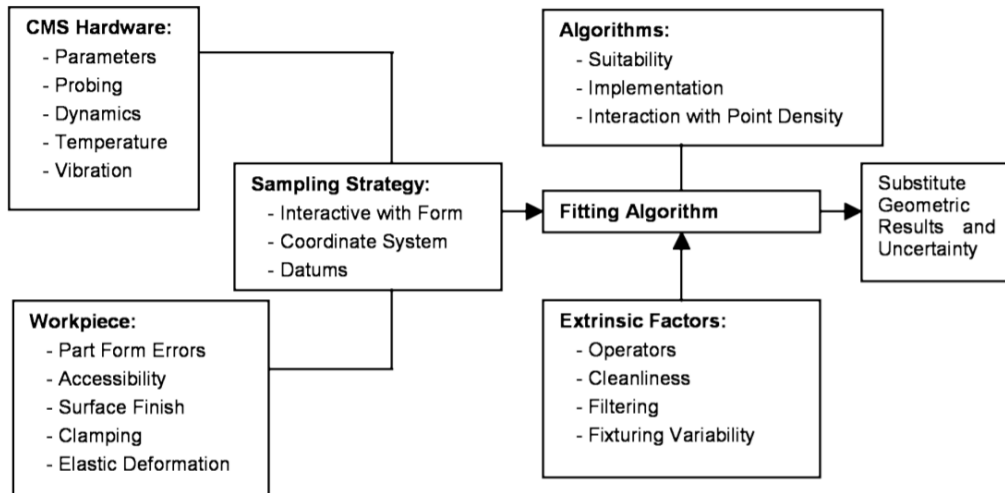 CMS Hardware:
- Parameters
- Probing
- Dynamics
- Temperature
- Vibration
Workpiece:
- Part Form Errors
- Accessibility
- Surface Finish
- Clamping
- Elastic Deformation
Sampling Strategy:
- Interactive with Form
- Coordinate System
- Datums
Algorithms:
- Suitability
- Implementation
- Interaction with Point Density
Fitting Algorithm
Extrinsic Factors:
- Operators
- Cleanliness
- Filtering
- Fixturing Variability
Substitute
Geometric
Results and
Uncertainty